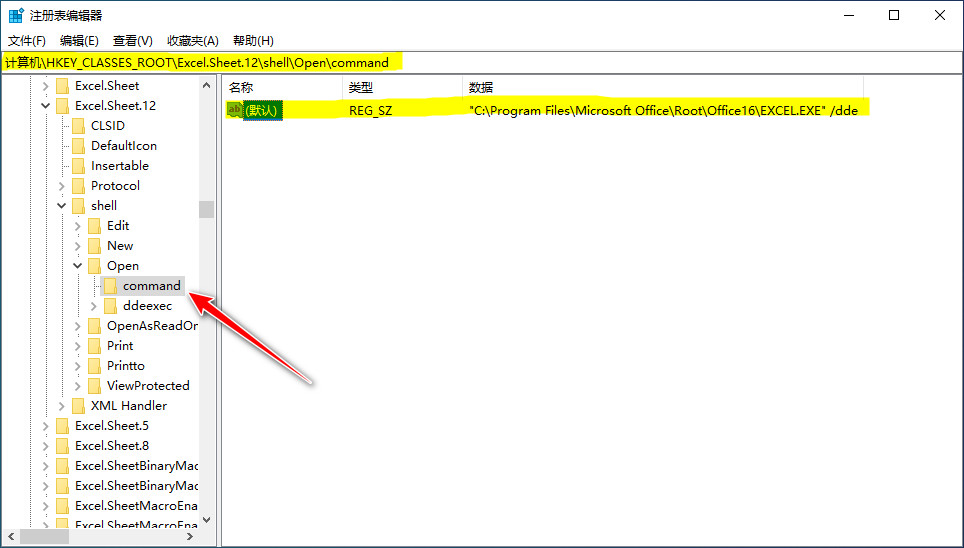 注册表编辑器
文件(F) 编辑(E) 查看(V) 收藏夹(A) 帮助(H)
计算机\HKEY_CLASSES_ROOT\Excel.Sheet.12\shell\Open\command
Excel.Sheet
Excel.Sheet.12
CLSID
DefaultIcon
Insertable
Protocol
shell
Edit
New
Open
command
ddeexec
OpenAsReadOn
Print
Printto
ViewProtected
XML Handler
Excel.Sheet.5
Excel.Sheet.8
Excel.SheetBinaryMac
Excel.SheetBinaryMac
Excel.SheetMacroEna
Excel.SheetMacroEna
名称 类型 数据
ab (默认) REG_SZ "C:\Program Files\Microsoft Office\Root\Office16\EXCEL.EXE" /dde